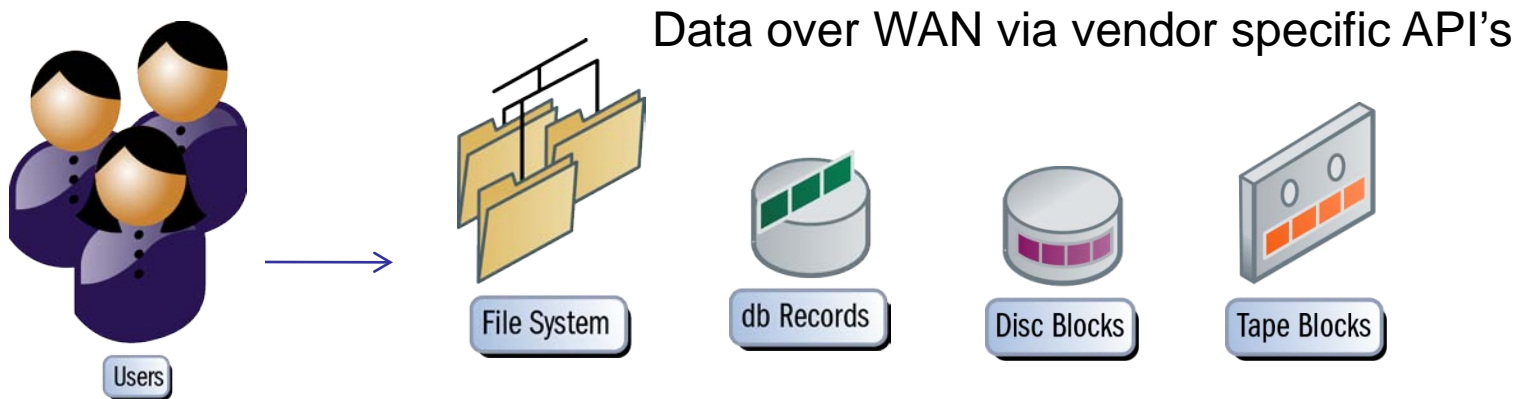 Data over WAN via vendor specific API's
File System
db Records
Disc Blocks
Tape Blocks
Users